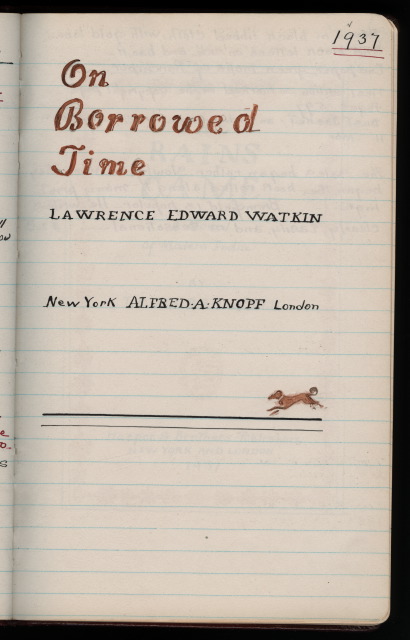 1937
On
Borrowed
Time
LAWRENCE EDWARD WATKIN
New York ALFRED·A·KNOPF London